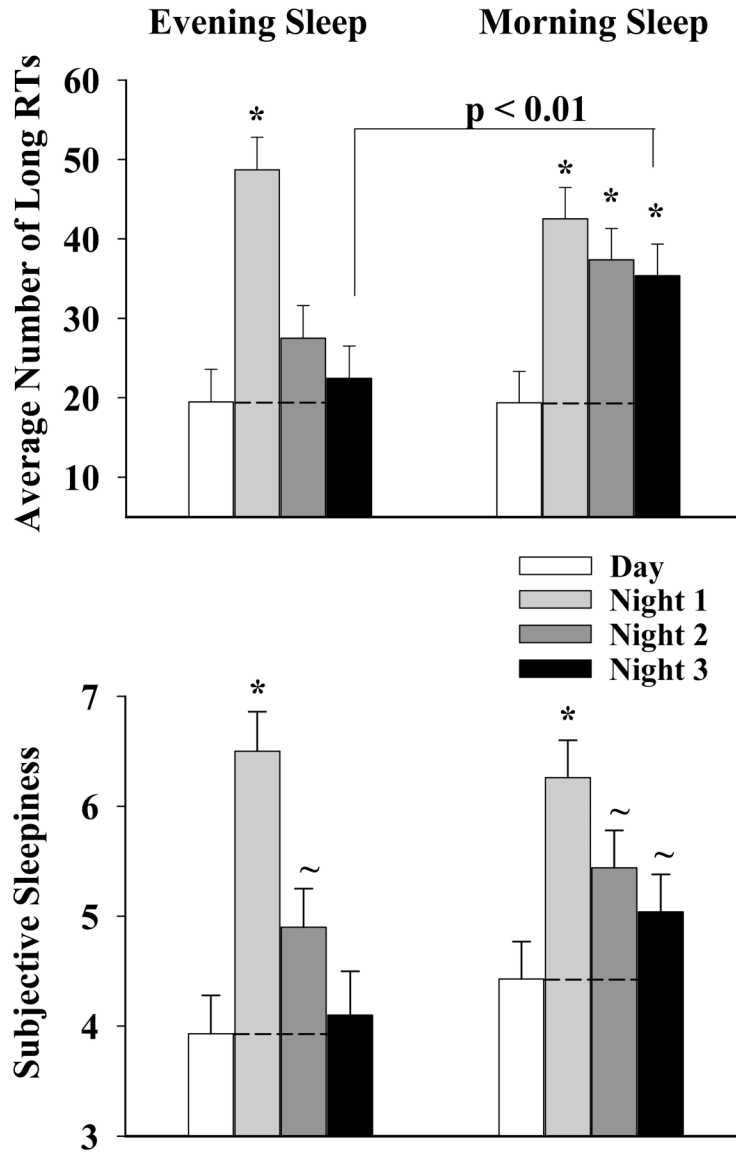 Evening Sleep Morning Sleep
Average Number of Long RTs
60
50
40
30
20
10
*
p < 0.01
* * *
Day
Night 1
Night 2
Night 3
Subjective Sleepiness
7
6
5
4
3
* ~
* ~ ~